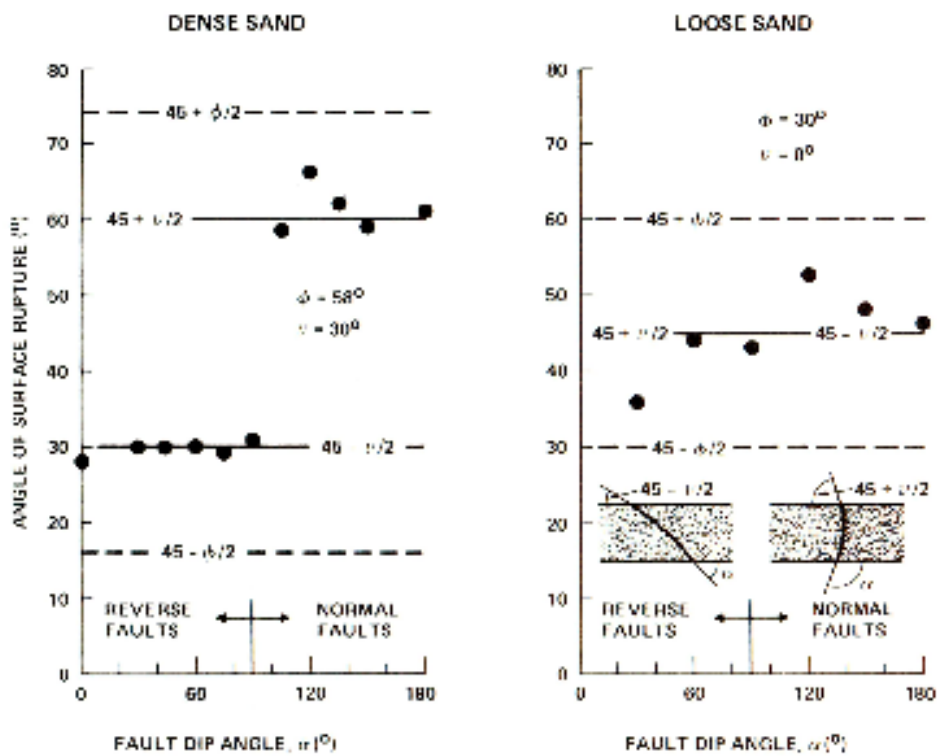 DENSE SAND
LOOSE SAND
80
45 + ϕ/2
70
45 + ν/2
60
50
ϕ = 58°
ν = 30°
40
30
45 - ν/2
20
45 - ϕ/2
10
REVERSE FAULTS
NORMAL FAULTS
0
0
60
120
180
ANGLE OF SURFACE RUPTURE (°)
FAULT DIP ANGLE, α(°)
80
Φ = 30°
70
60
45 + ϕ/2
50
45 + ν/2
45 - ν/2
40
30
45 - ϕ/2
45 - ν/2
45 + ν/2
20
α
α
10
REVERSE FAULTS
NORMAL FAULTS
0
0
60
120
180
FAULT DIP ANGLE, α(°)